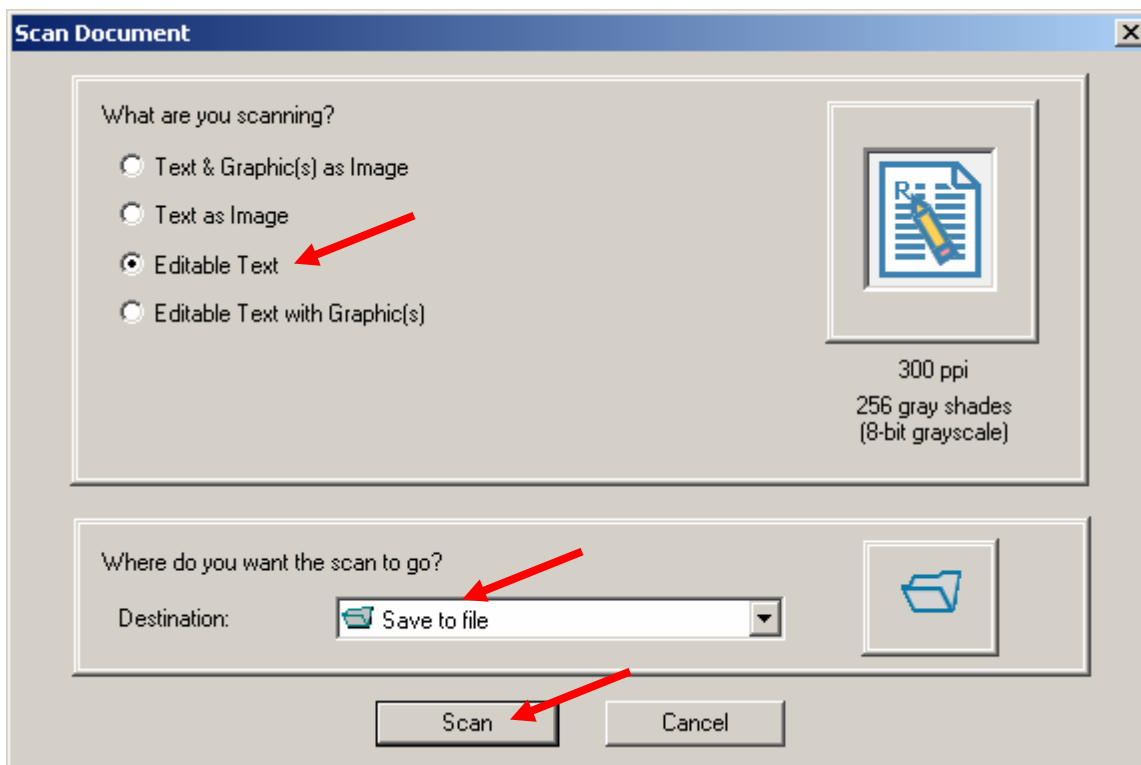 Scan Document
What are you scanning?
Text & Graphic(s) as Image
Text as Image
Editable Text
Editable Text with Graphic(s)
R
300 ppi
256 gray shades
(8-bit grayscale)
Where do you want the scan to go?
Destination:
Save to file
Scan
Cancel